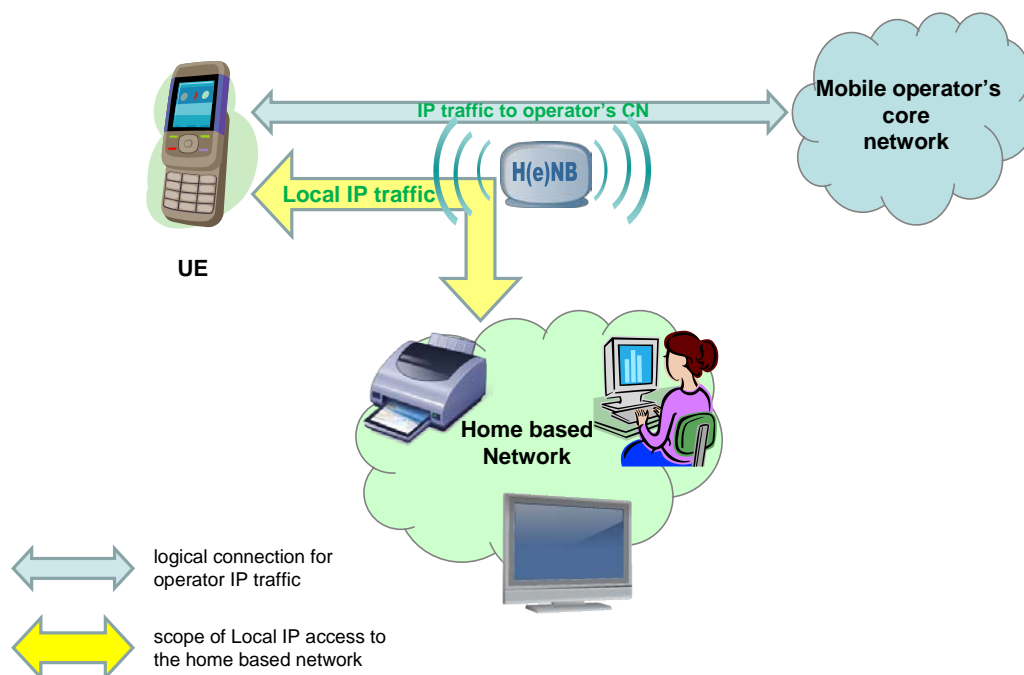 Mobile operator's
core
network
IP traffic to operator's CN
H(e)NB
Local IP traffic
UE
Home based
Network
logical connection for
operator IP traffic
scope of Local IP access to
the home based network